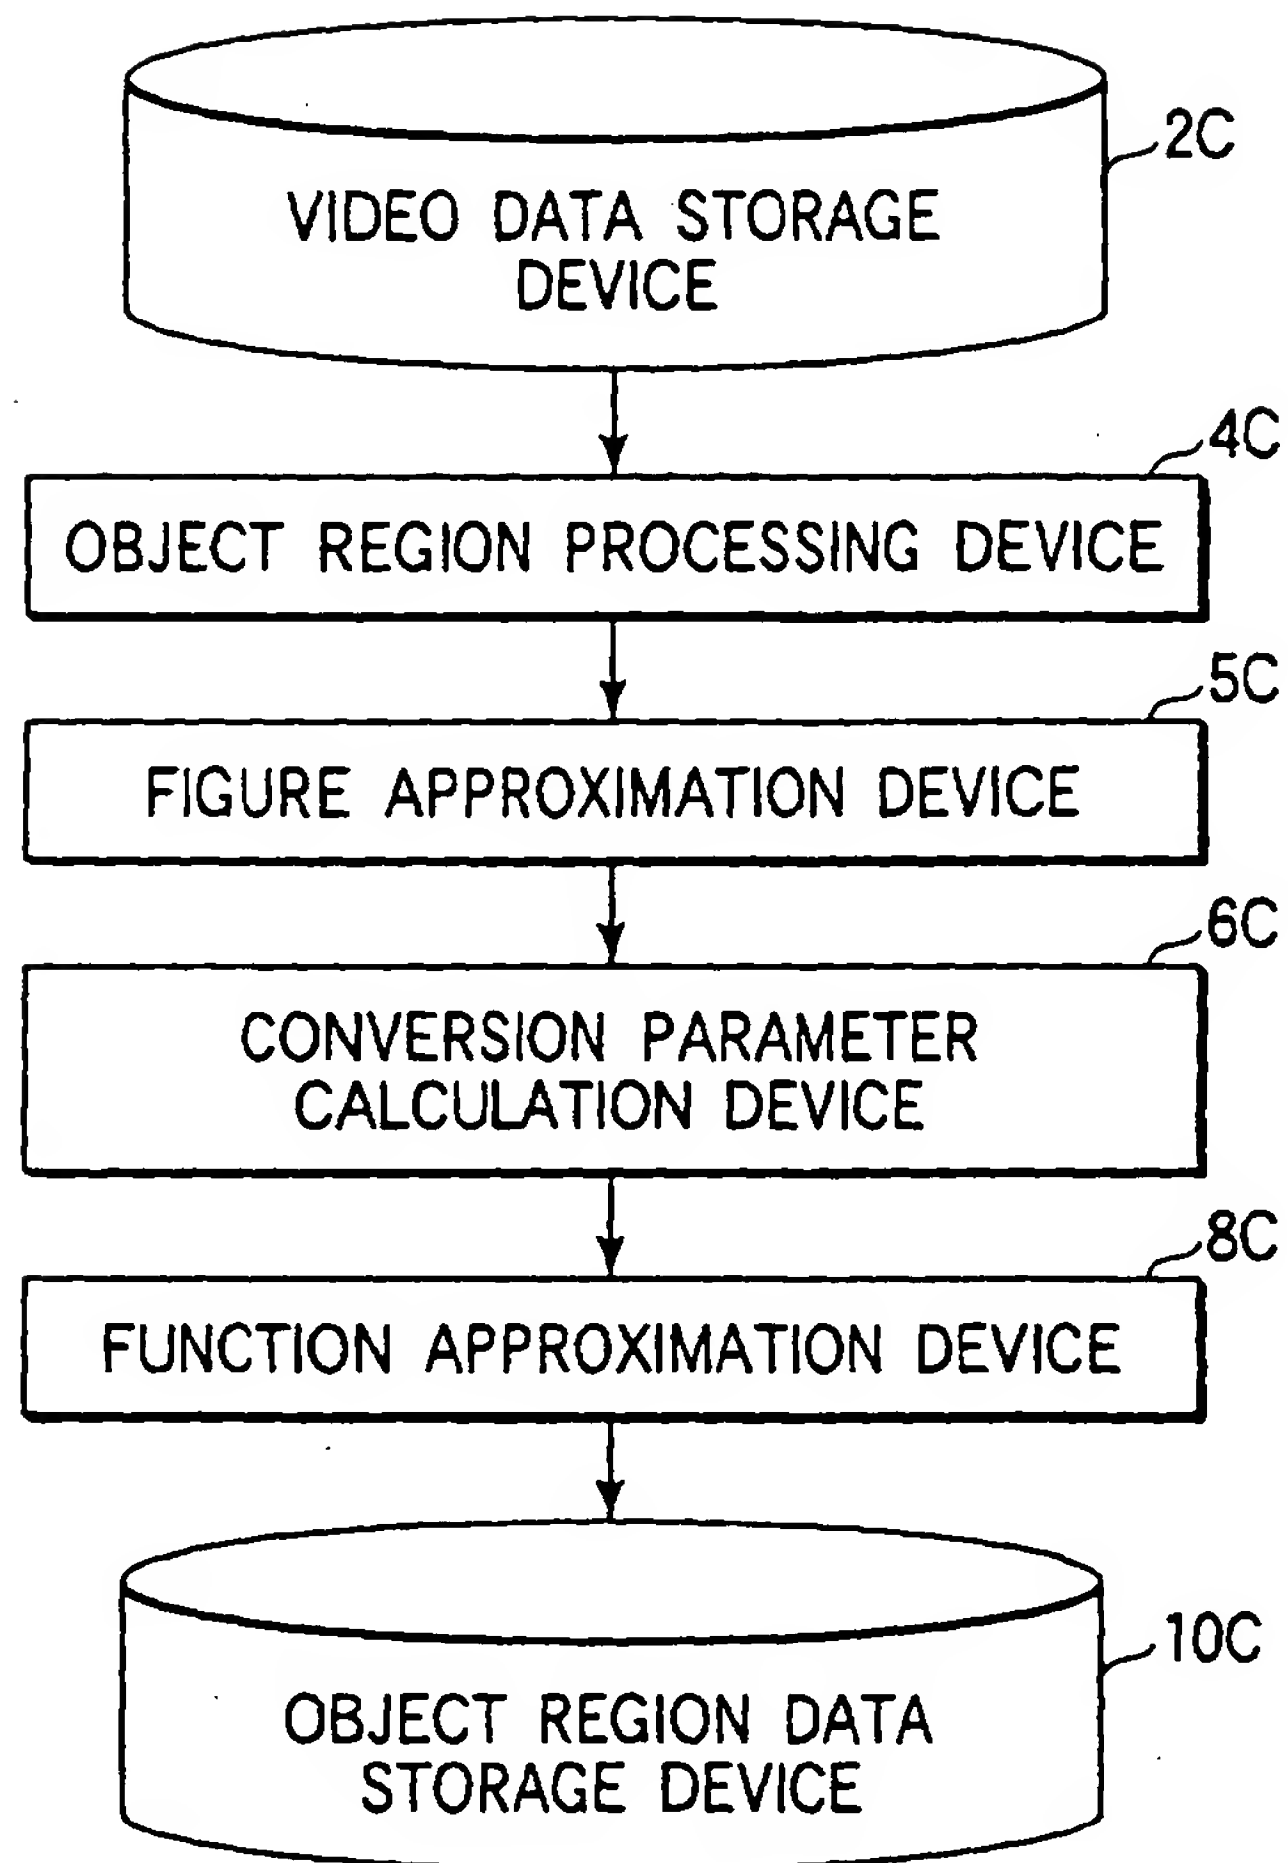 2C
VIDEO DATA STORAGE
DEVICE
4C
OBJECT REGION PROCESSING DEVICE
5C
FIGURE APPROXIMATION DEVICE
6C
CONVERSION PARAMETER
CALCULATION DEVICE
8C
FUNCTION APPROXIMATION DEVICE
10C
OBJECT REGION DATA
STORAGE DEVICE